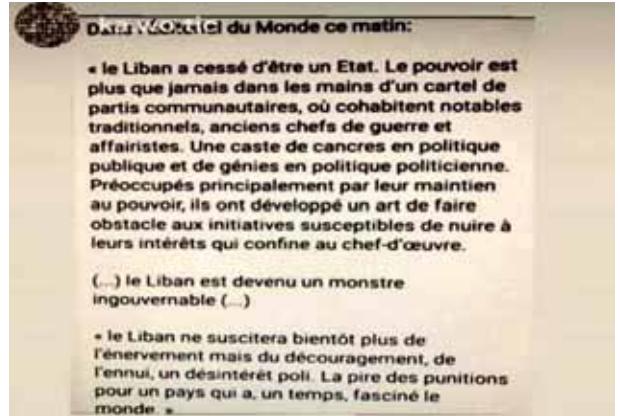 du Monde ce matin:
« le Liban a cessé d'être un Etat. Le pouvoir est
plus que jamais dans les mains d'un cartel de
partis communautaires, où cohabitent notables
traditionnels, anciens chefs de guerre et
affairistes. Une caste de cancres en politique
publique et de génies en politique politicienne.
Préoccupés principalement par leur maintien
au pouvoir, ils ont développé un art de faire
obstacle aux initiatives susceptibles de nuire à
leurs intérêts qui confine au chef-d'œuvre.
(...) le Liban est devenu un monstre
ingouvernable (...)
« le Liban ne suscitera bientôt plus de
l'énervement mais du découragement, de
l'ennui, un désintérêt poli. La pire des punitions
pour un pays qui a, un temps, fasciné le
monde. »